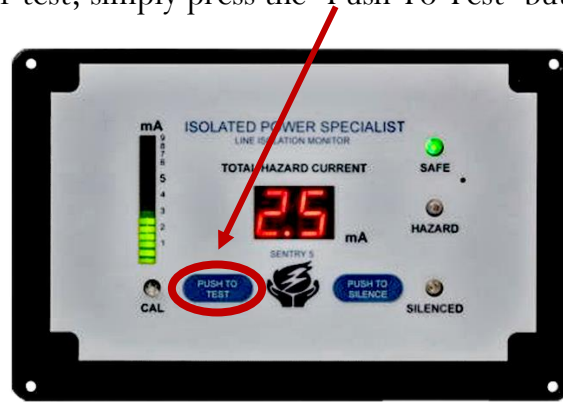 test, simply press the "Push To Test"
mA
ISOLATED POWER SPECIALIST
LINE ISOLATION MONITOR
TOTAL HAZARD CURRENT
SAFE
9
8
7
6
5
4
3
2
1
2.5
mA
HAZARD
SENTRY 5
PUSH TO
TEST
PUSH TO
SILENCE
CAL
SILENCED